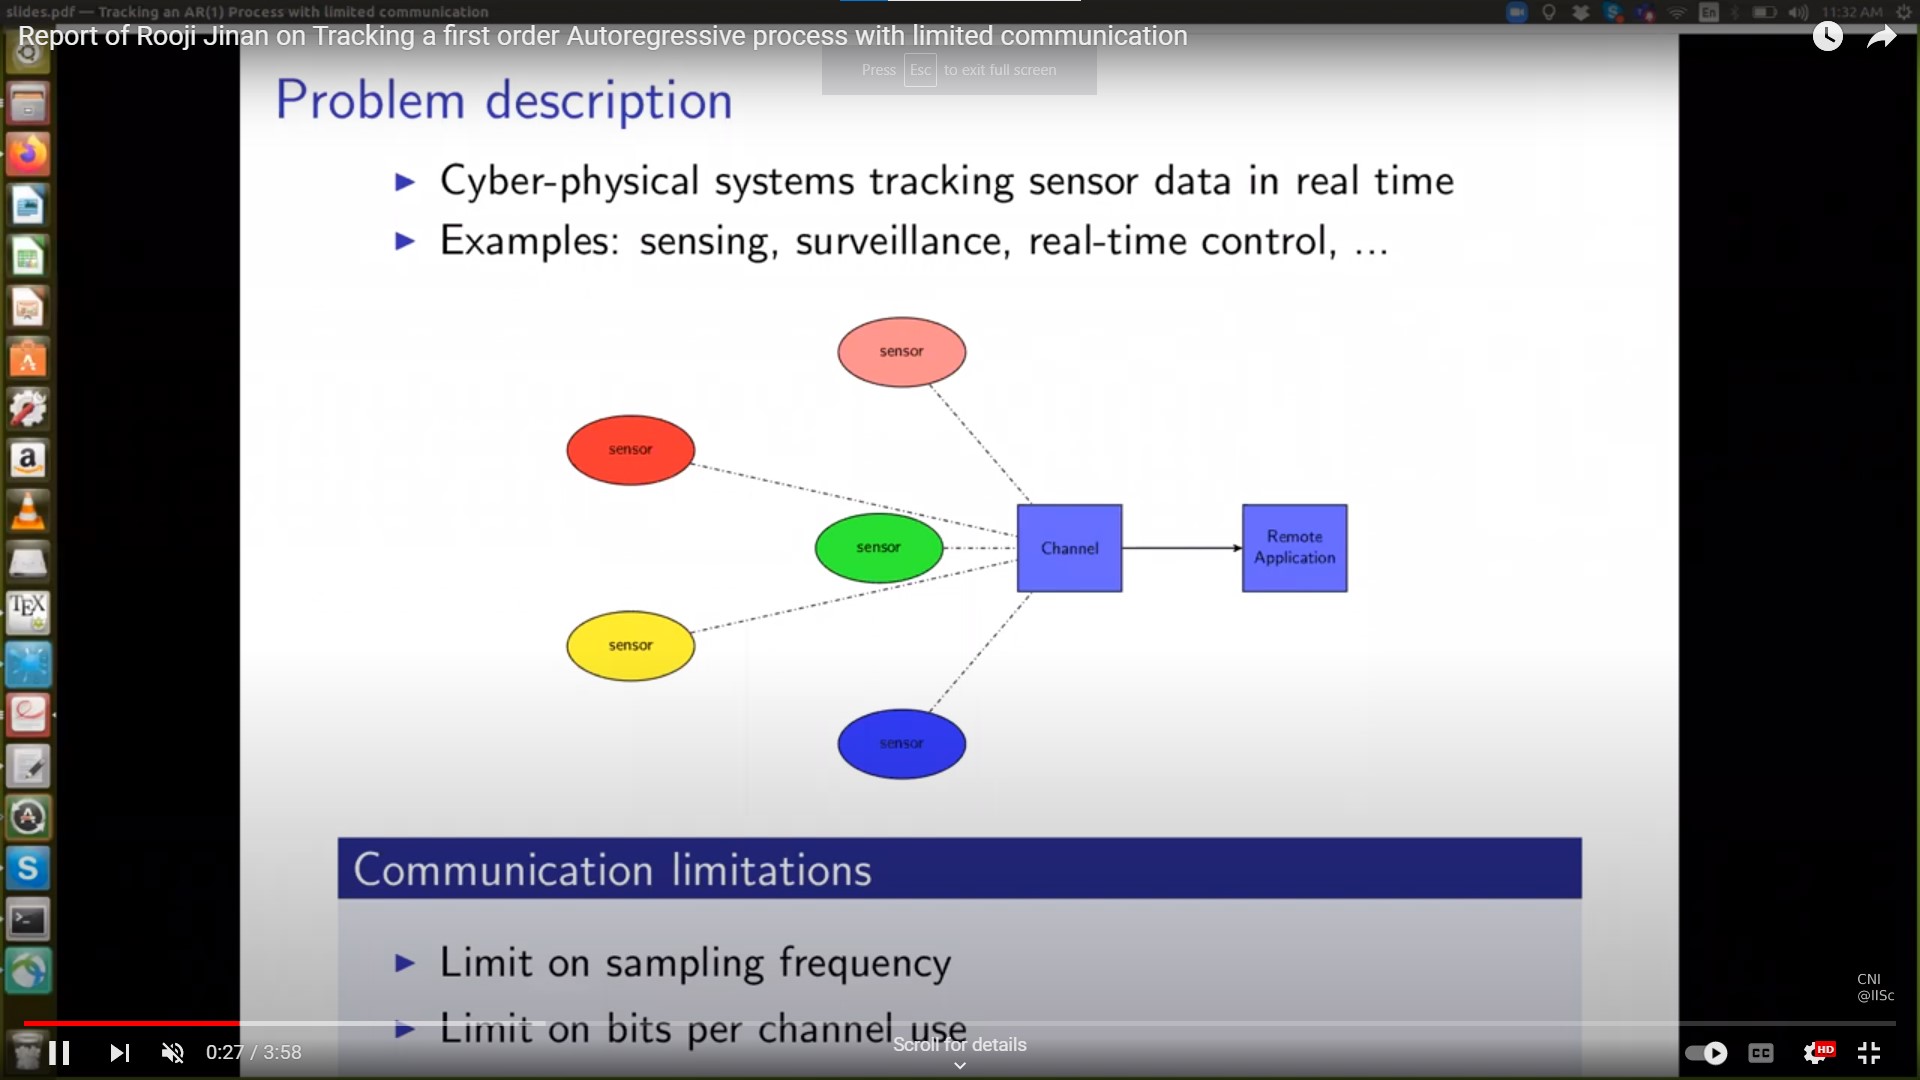 slides.pdf — Tracking an AR(1) Process with limited communication
En
11:32 AM
Report of Rooji Jinan on Tracking a first order Autoregressive process with limited communication
Press Esc to exit full screen
Problem description
Cyber-physical systems tracking sensor data in real time
Examples: sensing, surveillance, real-time control, ...
sensor
sensor
sensor
sensor
sensor
Channel
Remote
Application
Communication limitations
Limit on sampling frequency
Limit on bits per channel use
a
TEX
S
CNI
@IISc
Scroll for details
0:27 / 3:58
CC
HD